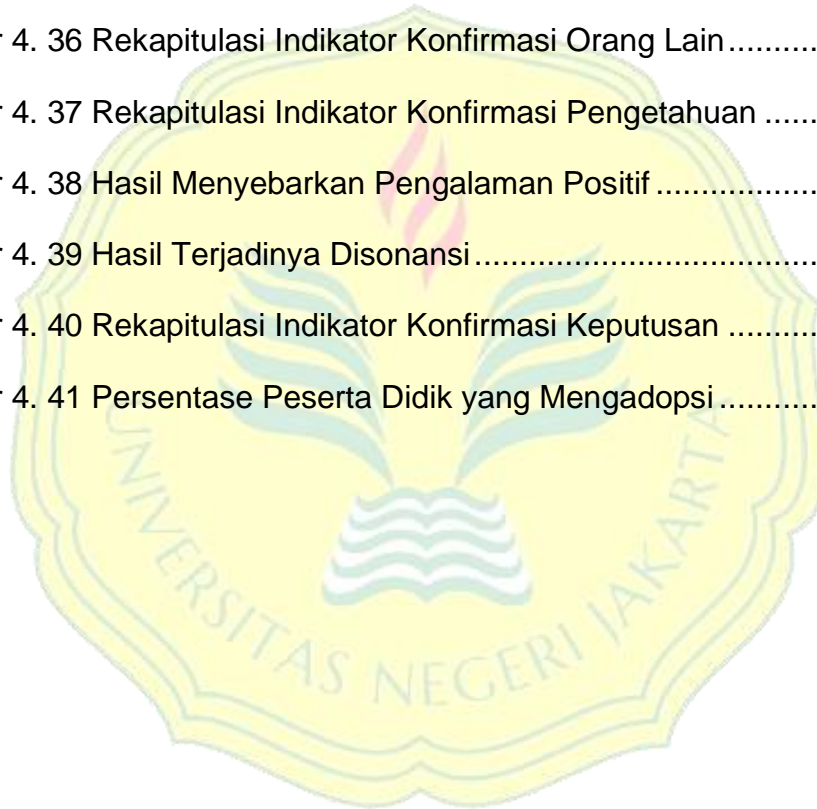 r 4. 36 Rekapitulasi Indikator Konfirmasi Orang Lain..........
r 4. 37 Rekapitulasi Indikator Konfirmasi Pengetahuan ......
r 4. 38 Hasil Menyebarkan Pengalaman Positif..................
r 4. 39 Hasil Terjadinya Disonansi......................................
r 4. 40 Rekapitulasi Indikator Konfirmasi Keputusan ..........
r 4. 41 Persentase Peserta Didik yang Mengadopsi...........
UNIVERSITAS NEGERI JAKARTA